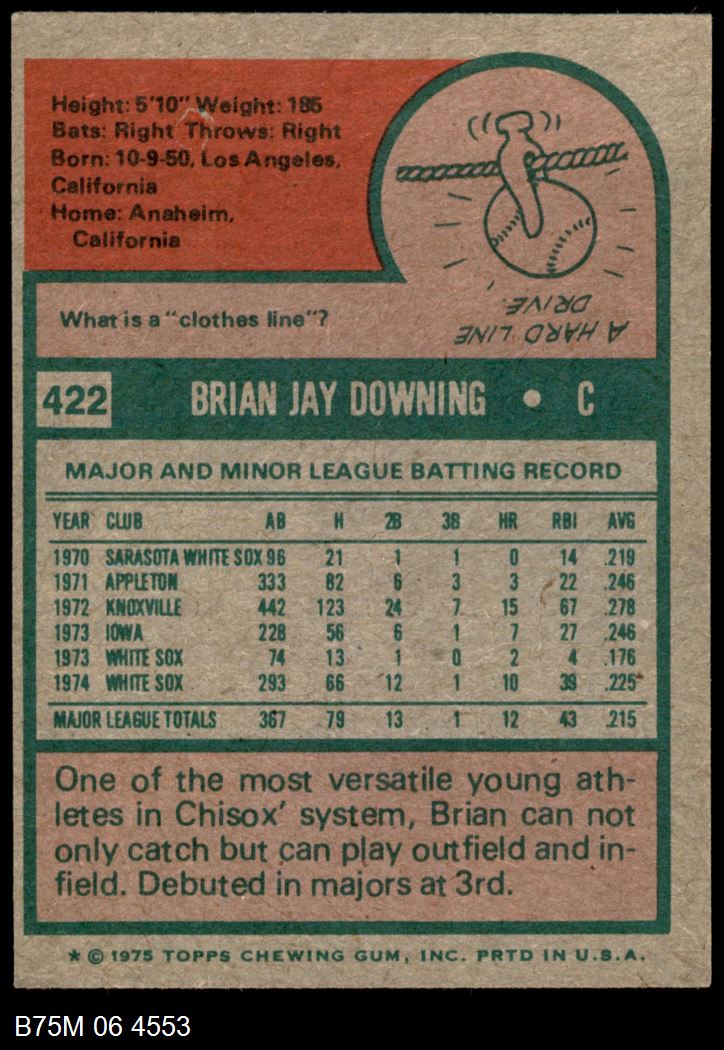 Height: 5'10" Weight: 185
Bats: Right Throws: Right
Born: 10-9-50, Los Angeles,
California
Home: Anaheim,
California
A HARD LINE
DRIVE.
What is a "clothes line"?
422 BRIAN JAY DOWNING • C
MAJOR AND MINOR LEAGUE BATTING RECORD
YEAR CLUB AB H 2B 3B HR RBI AVG
1970 SARASOTA WHITE SOX 96 21 1 1 0 14 .219
1971 APPLETON 333 82 6 3 3 22 .246
1972 KNOXVILLE 442 123 24 7 15 67 .278
1973 IOWA 228 56 6 1 7 27 .246
1973 WHITE SOX 74 13 1 0 2 4 .176
1974 WHITE SOX 293 66 12 1 10 39 .225
MAJOR LEAGUE TOTALS 367 79 13 1 12 43 .215
One of the most versatile young ath-
letes in Chisox' system, Brian can not
only catch but can play outfield and in-
field. Debuted in majors at 3rd.
* © 1975 TOPPS CHEWING GUM, INC. PRTD IN U.S.A.
B75M 06 4553